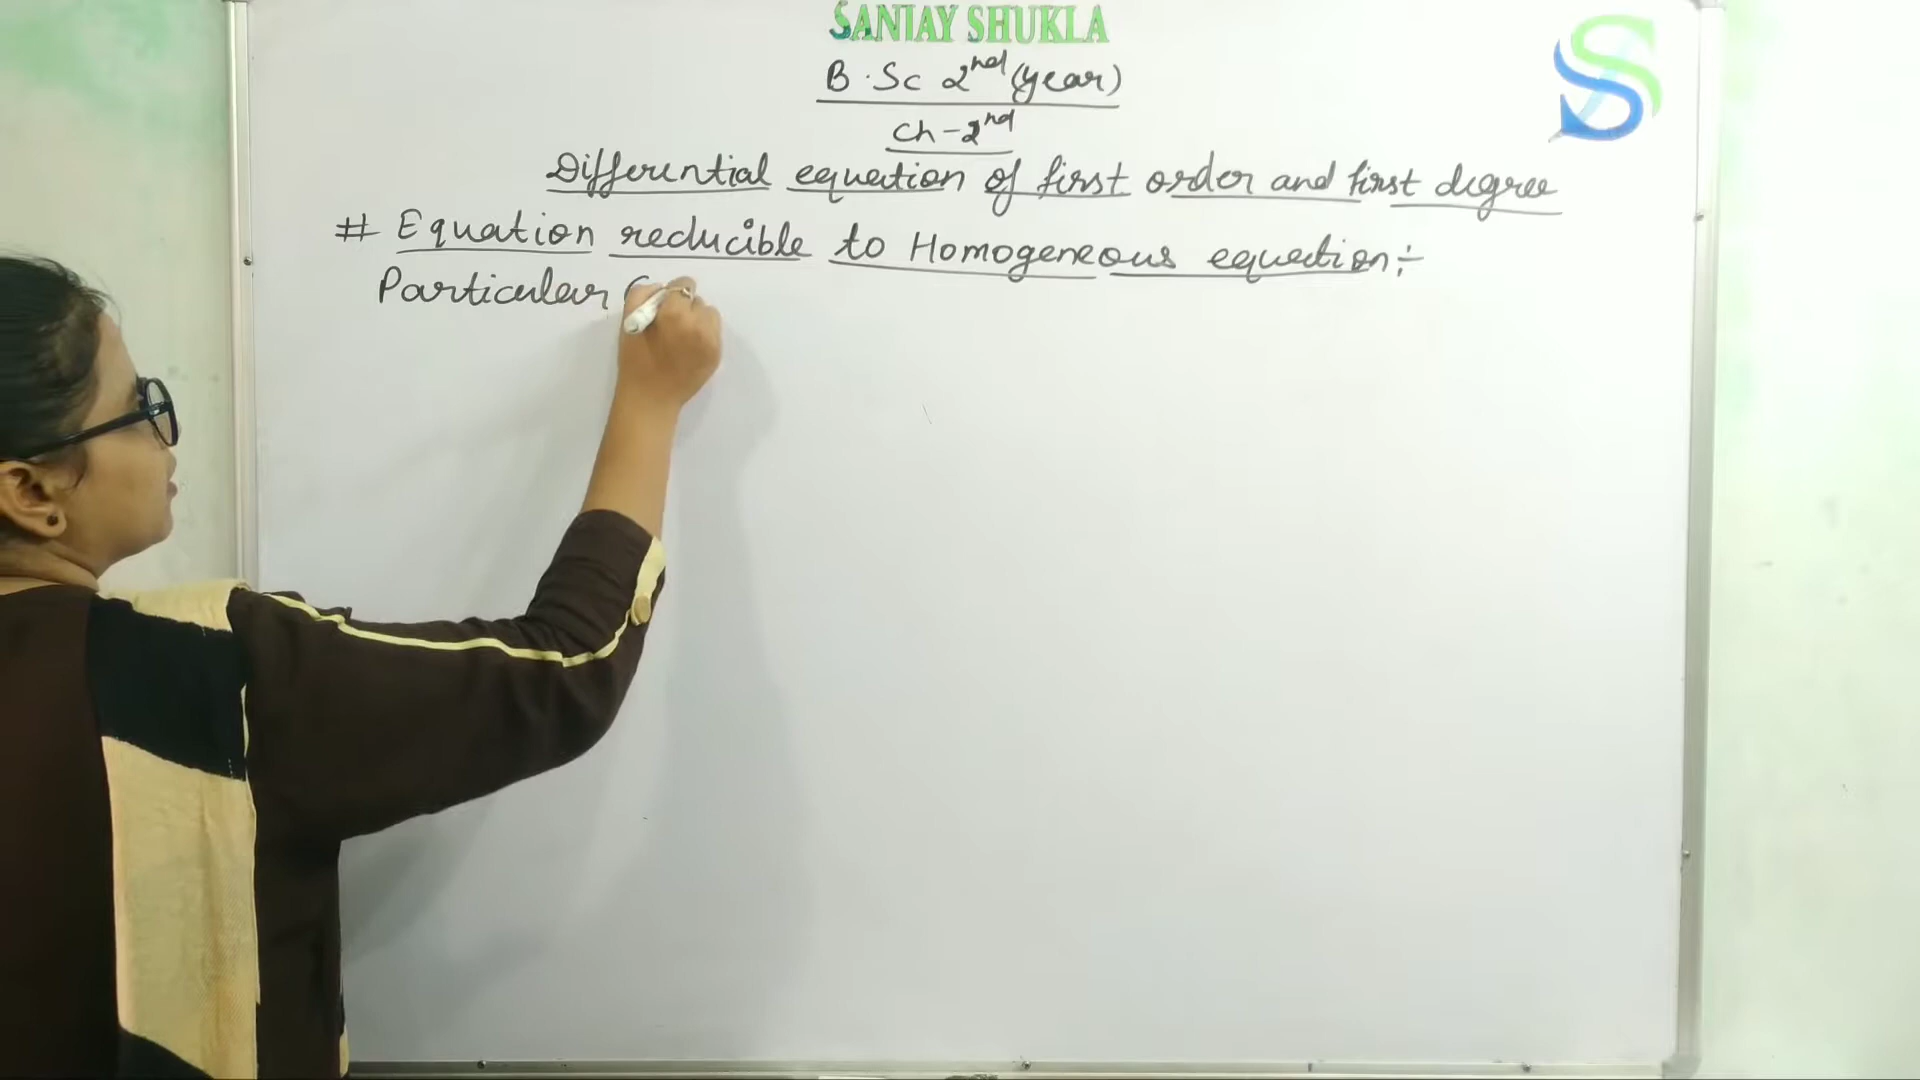 SANJAY SHUKLA
B.Sc 2nd (year)
Ch-2nd
Differential equation of first order and first degree
# Equation reducible to Homogeneous equation:-
Particular C